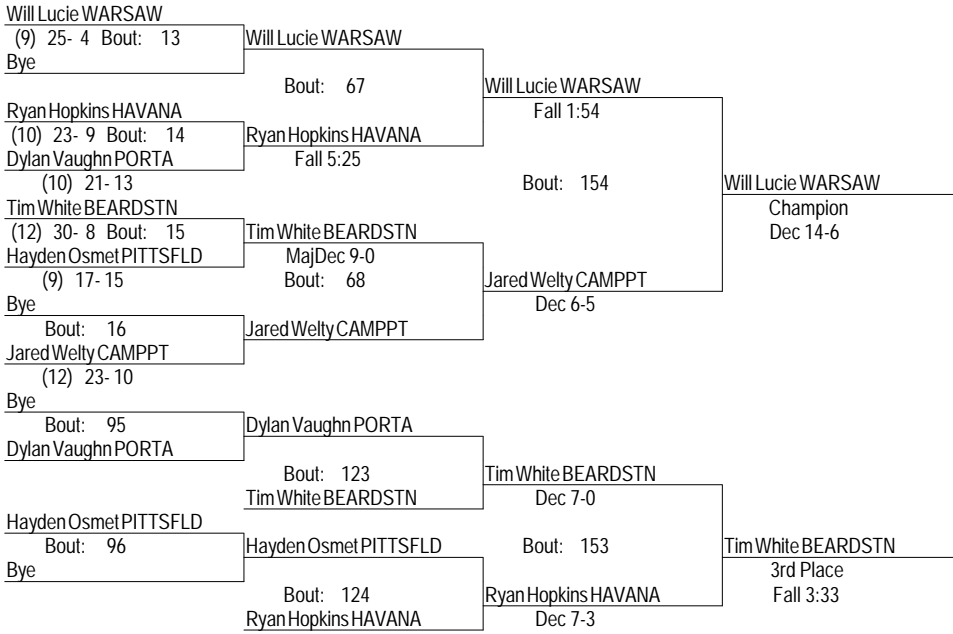 Will Lucie WARSAW
(9) 25- 4 Bout: 13
Will Lucie WARSAW
Bye
Bout: 67
Will Lucie WARSAW
Ryan Hopkins HAVANA
Fall 1:54
(10) 23- 9 Bout: 14
Ryan Hopkins HAVANA
Dylan Vaughn PORTA
Fall 5:25
(10) 21- 13
Bout: 154
Will Lucie WARSAW
Tim White BEARDSTN
Champion
(12) 30- 8 Bout: 15
Tim White BEARDSTN
Dec 14-6
Hayden Osmet PITTSFLD
MajDec 9-0
(9) 17- 15
Bout: 68
Jared Welty CAMPPT
Bye
Dec 6-5
Bout: 16
Jared Welty CAMPPT
Jared Welty CAMPPT
(12) 23- 10
Bye
Bout: 95
Dylan Vaughn PORTA
Dylan Vaughn PORTA
Bout: 123
Tim White BEARDSTN
Tim White BEARDSTN
Dec 7-0
Hayden Osmet PITTSFLD
Bout: 96
Hayden Osmet PITTSFLD
Bout: 153
Tim White BEARDSTN
Bye
3rd Place
Bout: 124
Ryan Hopkins HAVANA
Fall 3:33
Ryan Hopkins HAVANA
Dec 7-3